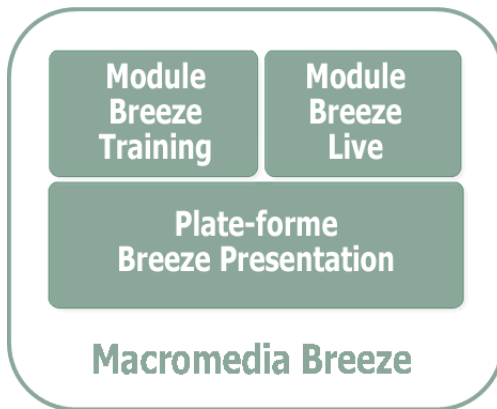 Module
Breeze
Training
Module
Breeze
Live
Plate-forme
Breeze Presentation
Macromedia Breeze